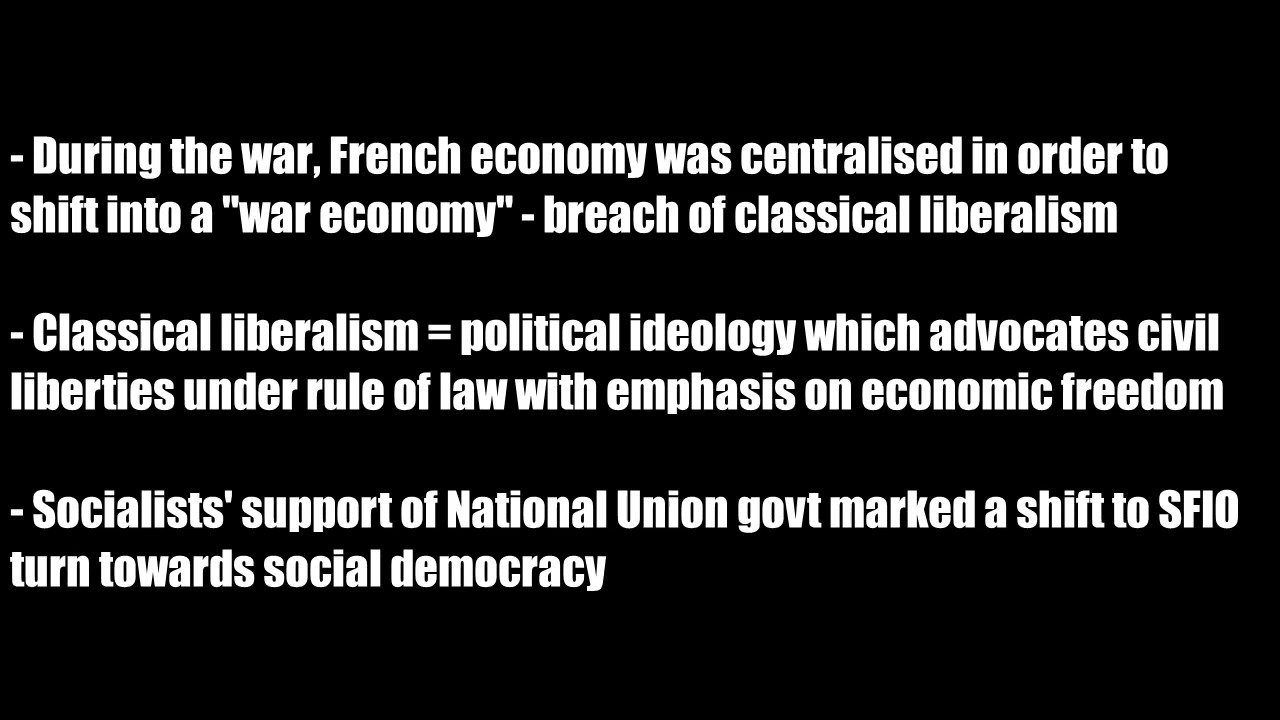 - During the war, French economy was centralised in order to
shift into a "war economy" - breach of classical liberalism
- Classical liberalism = political ideology which advocates civil
liberties under rule of law with emphasis on economic freedom
- Socialists' support of National Union govt marked a shift to SFIO
turn towards social democracy